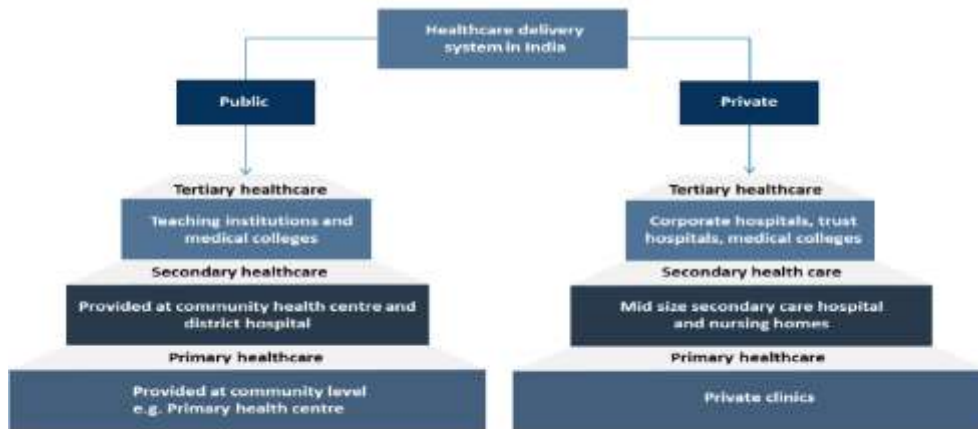 Healthcare delivery
system in India
Public
Private
Tertiary healthcare
Teaching institutions and
medical colleges
Secondary healthcare
Provided at community health centre and
district hospital
Primary healthcare
Provided at community level
e.g. Primary health centre
Tertiary healthcare
Corporate hospitals, trust
hospitals, medical colleges
Secondary health care
Mid size secondary care hospital
and nursing homes
Primary healthcare
Private clinics